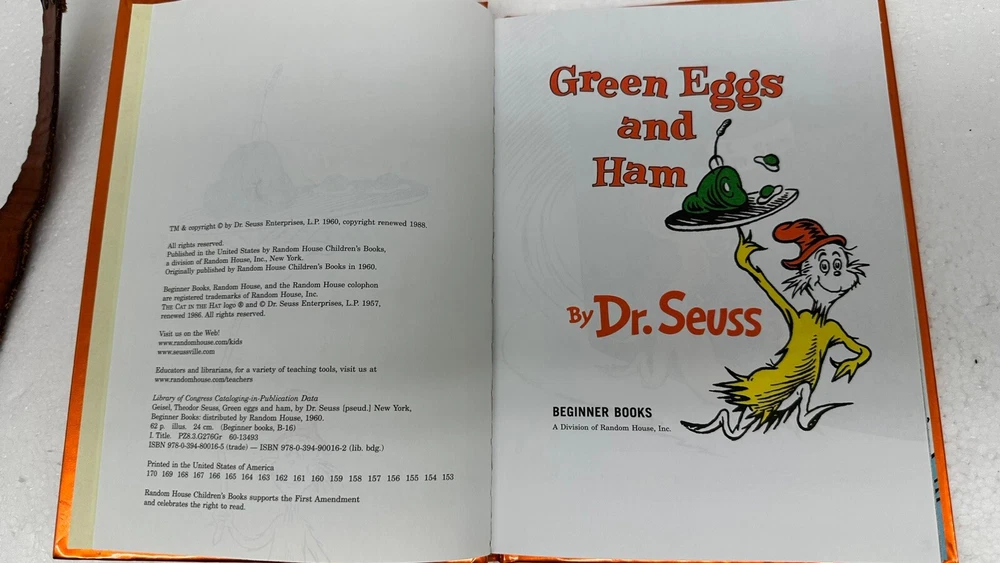 TM & copyright © by Dr. Seuss Enterprises, L.P. 1960, copyright renewed 1988.
All rights reserved.
Published in the United States by Random House Children's Books,
a division of Random House, Inc., New York.
Originally published by Random House Children's Books in 1960.
Beginner Books, Random House, and the Random House colophon
are registered trademarks of Random House, Inc.
THE CAT IN THE HAT logo ® and © Dr. Seuss Enterprises, L.P. 1957,
renewed 1986. All rights reserved.
Visit us on the Web!
www.randomhouse.com/kids
www.seussville.com
Educators and librarians, for a variety of teaching tools, visit us at
www.randomhouse.com/teachers
Library of Congress Cataloging-in-Publication Data
Geisel, Theodor Seuss, Green eggs and ham, by Dr. Seuss [pseud.] New York,
Beginner Books: distributed by Random House, 1960.
62 p. illus. 24 cm. (Beginner books, B-16)
I. Title. PZ8.3.G276Gr 60-13493
ISBN 978-0-394-80016-5 (trade) — ISBN 978-0-394-90016-2 (lib. bdg.)
Printed in the United States of America
170 169 168 167 166 165 164 163 162 161 160 159 158 157 156 155 154 153
Random House Children's Books supports the First Amendment
and celebrates the right to read.
Green Eggs
and
Ham
By Dr. Seuss
BEGINNER BOOKS
A Division of Random House, Inc.